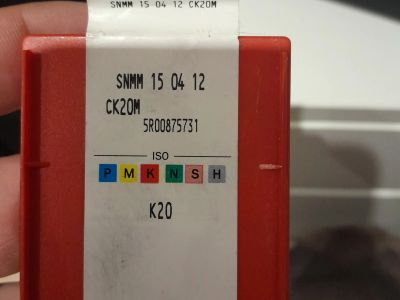 SNMM 15 04 12 CK20M
SNMM 15 04 12
CK20M
5R00875731
ISO
P M K N S H
K20